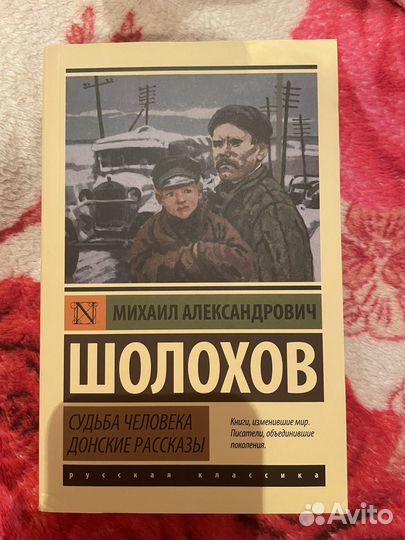 N
МИХАИЛ АЛЕКСАНДРОВИЧ
ШОЛОХОВ
СУДЬБА ЧЕЛОВЕКА
ДОНСКИЕ РАССКАЗЫ
Книги, изменившие мир.
Писатели, объединившие
поколения.
русская классика
Avito